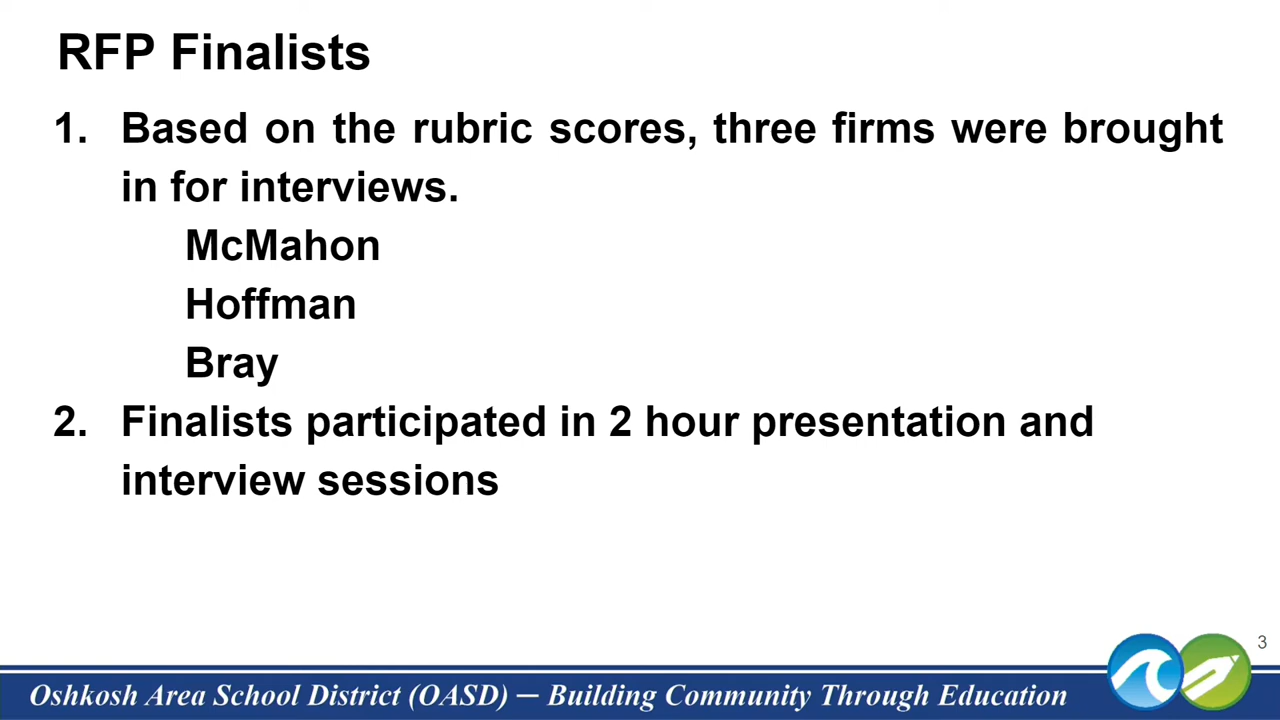 RFP Finalists
1. Based on the rubric scores, three firms were brought
in for interviews.
McMahon
Hoffman
Bray
2. Finalists participated in 2 hour presentation and
interview sessions
3
Oshkosh Area School District (OASD) — Building Community Through Education